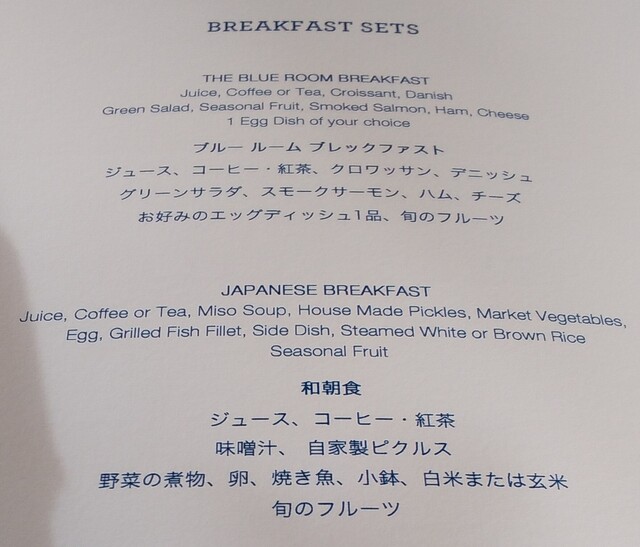 BREAKFAST SETS
THE BLUE ROOM BREAKFAST
Juice, Coffee or Tea, Croissant, Danish
Green Salad, Seasonal Fruit, Smoked Salmon, Ham, Cheese
1 Egg Dish of your choice
ブルー ルーム ブレックファスト
ジュース、コーヒー・紅茶、クロワッサン、デニッシュ
グリーンサラダ、スモークサーモン、ハム、チーズ
お好みのエッグディッシュ1品、旬のフルーツ
JAPANESE BREAKFAST
Juice, Coffee or Tea, Miso Soup, House Made Pickles, Market Vegetables,
Egg, Grilled Fish Fillet, Side Dish, Steamed White or Brown Rice
Seasonal Fruit
和朝食
ジュース、コーヒー・紅茶
味噌汁、 自家製ピクルス
野菜の煮物、卵、焼き魚、小鉢、白米または玄米
旬のフルーツ